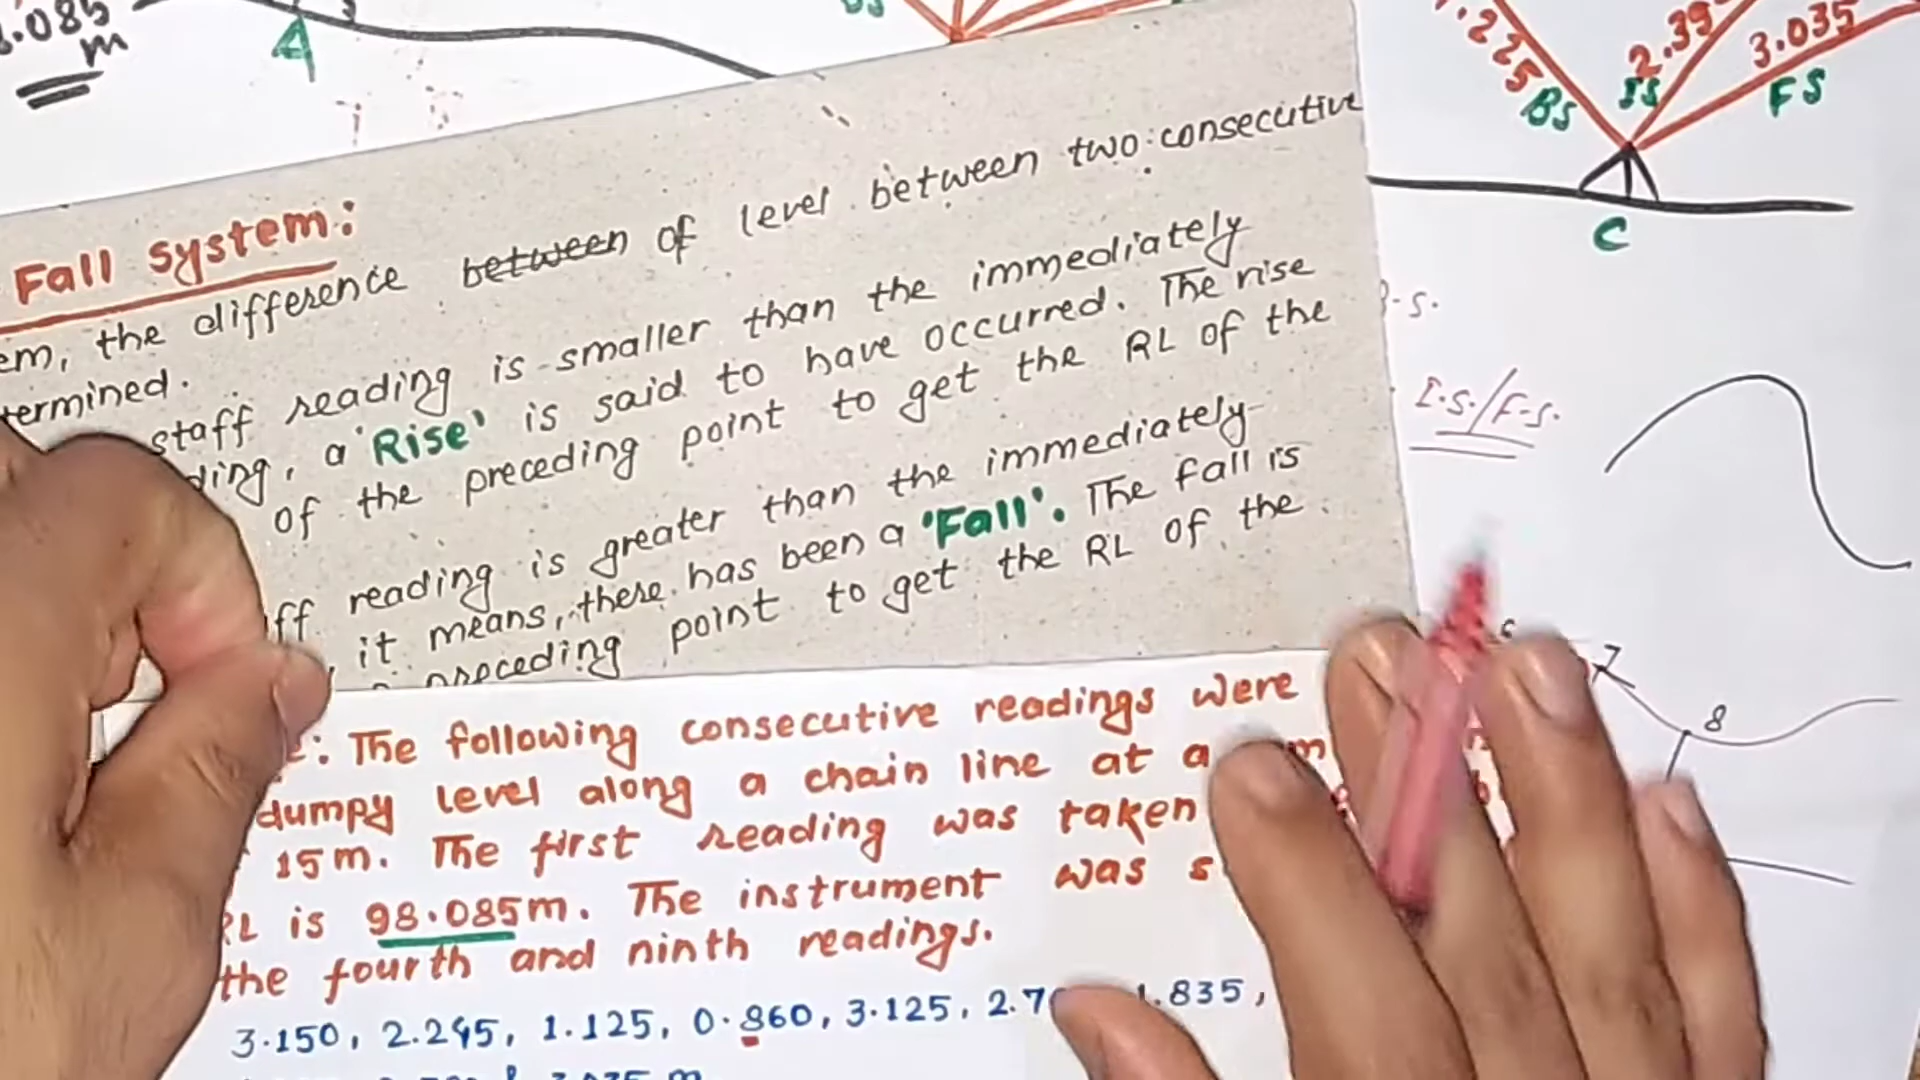 .085
m
A
BS
1.225
BS
2.39
IS
3.035
FS
C
Fall system:
the difference between of level between two consecutive
termined.
staff reading is smaller than the immediately
ding, a 'Rise' is said to have occurred. The rise
of the preceding point to get the RL of the
reading is greater than the immediately
it means, there has been a 'Fall'. The fall is
preceding point to get the RL of the
B.S.
I.S./F.S.
7
8
: The following consecutive readings were
dumpy level along a chain line at a
15m. The first reading was taken
RL is 98.085m. The instrument was s
the fourth and ninth readings.
3.150, 2.245, 1.125, 0.860, 3.125, 2.7 1.835,